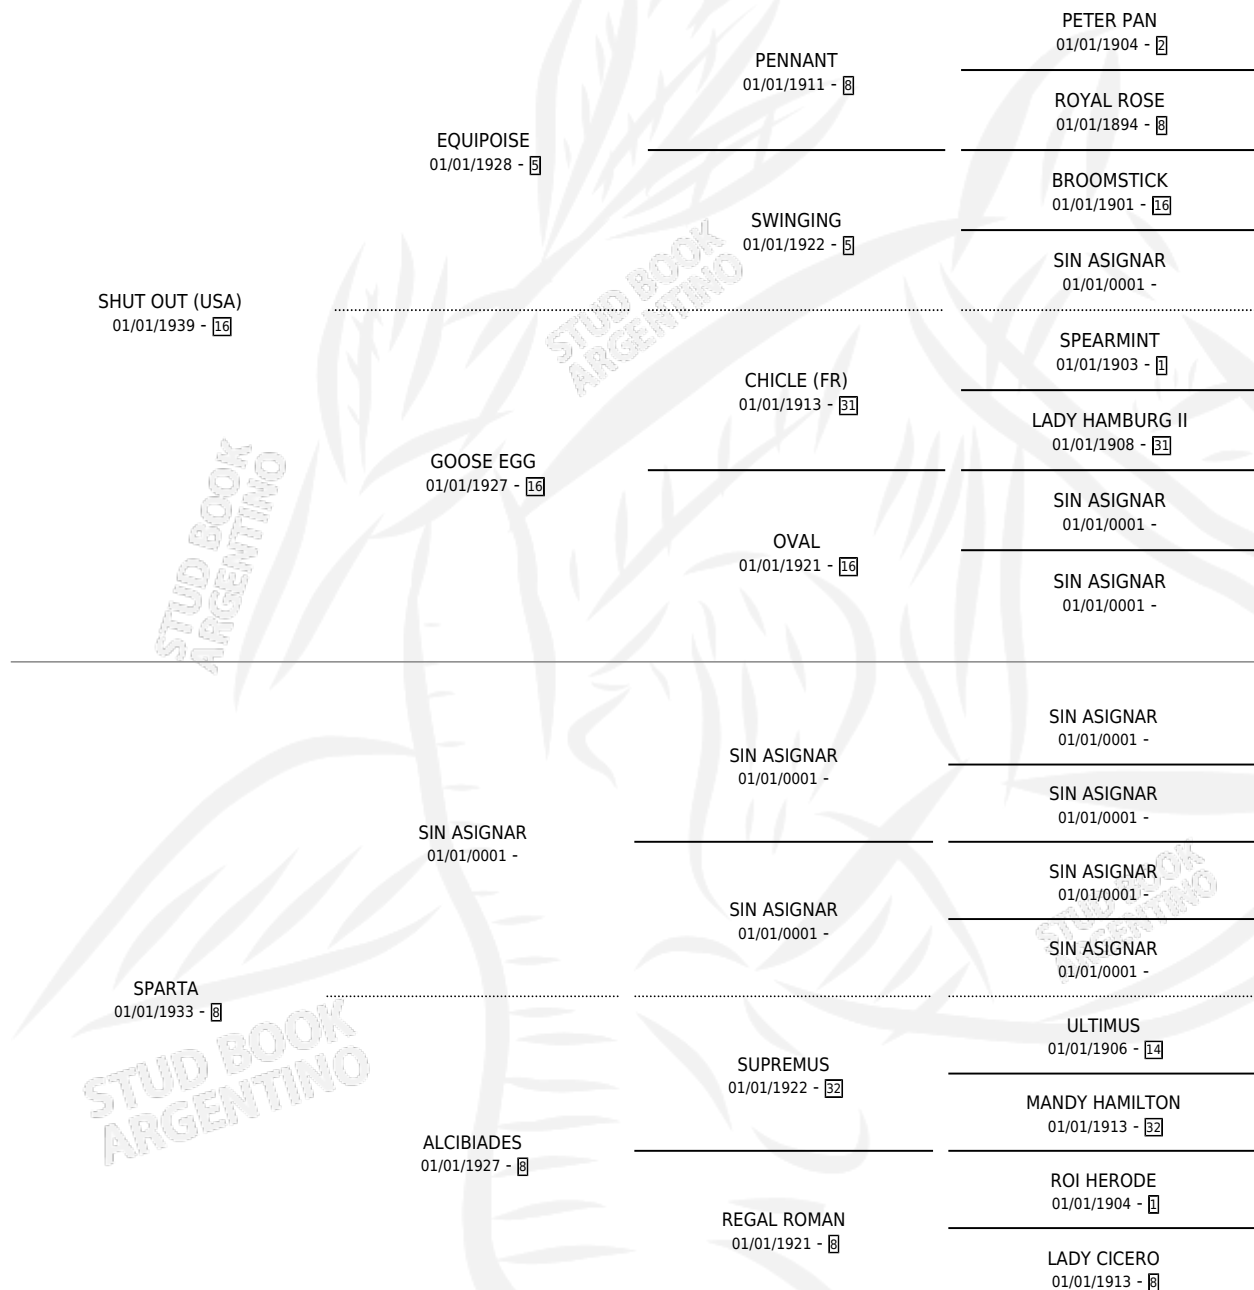 PETER PAN
01/01/1904 - 2
PENNANT
01/01/1911 - 8
ROYAL ROSE
01/01/1894 - 8
EQUIPOISE
01/01/1928 - 5
BROOMSTICK
01/01/1901 - 16
SWINGING
01/01/1922 - 5
SIN ASIGNAR
01/01/0001 -
SHUT OUT (USA)
01/01/1939 - 16
SPEARMINT
01/01/1903 - 1
CHICLE (FR)
01/01/1913 - 31
LADY HAMBURG II
01/01/1908 - 31
GOOSE EGG
01/01/1927 - 16
SIN ASIGNAR
01/01/0001 -
OVAL
01/01/1921 - 16
SIN ASIGNAR
01/01/0001 -
SIN ASIGNAR
01/01/0001 -
SIN ASIGNAR
01/01/0001 -
SIN ASIGNAR
01/01/0001 -
SIN ASIGNAR
01/01/0001 -
SIN ASIGNAR
01/01/0001 -
SIN ASIGNAR
01/01/0001 -
SIN ASIGNAR
01/01/0001 -
SPARTA
01/01/1933 - 8
ULTIMUS
01/01/1906 - 14
SUPREMUS
01/01/1922 - 32
MANDY HAMILTON
01/01/1913 - 32
ALCIBIADES
01/01/1927 - 8
ROI HERODE
01/01/1904 - 1
REGAL ROMAN
01/01/1921 - 8
LADY CICERO
01/01/1913 - 8
STUD BOOK
ARGENTINO
STUD BOOK
ARGENTINO
STUD BOOK
ARGENTINO
STUD BOOK
ARGENTINO